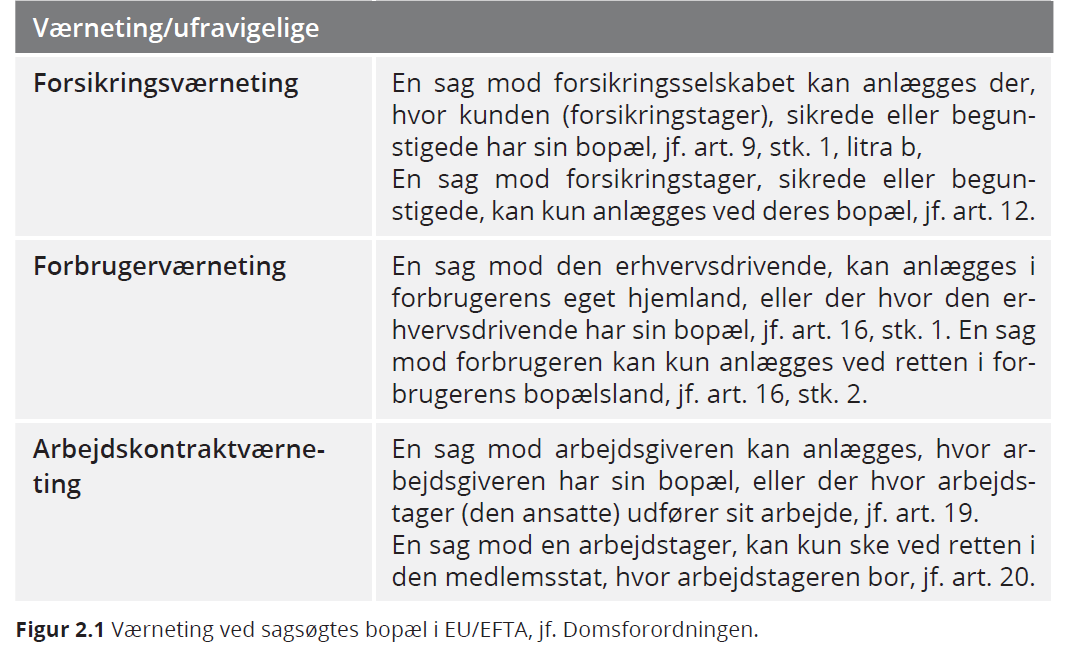 Værneting/ufravigelige
Forsikringsværneting
En sag mod forsikringsselskabet kan anlægges der,
hvor kunden (forsikringstager), sikrede eller begun-
stigede har sin bopæl, jf. art. 9, stk. 1, litra b,
En sag mod forsikringstager, sikrede eller begun-
stigede, kan kun anlægges ved deres bopæl, jf. art. 12.
Forbrugerværneting
En sag mod den erhvervsdrivende, kan anlægges i
forbrugerens eget hjemland, eller der hvor den er-
hvervsdrivende har sin bopæl, jf. art. 16, stk. 1. En sag
mod forbrugeren kan kun anlægges ved retten i for-
brugerens bopælsland, jf. art. 16, stk. 2.
Arbejdskontraktværne-
ting
En sag mod arbejdsgiveren kan anlægges, hvor ar-
bejdsgiveren har sin bopæl, eller der hvor arbejds-
tager (den ansatte) udfører sit arbejde, jf. art. 19.
En sag mod en arbejdstager, kan kun ske ved retten i
den medlemsstat, hvor arbejdstageren bor, jf. art. 20.
Figur 2.1 Værneting ved sagsøgtes bopæl i EU/EFTA, jf. Domsforordningen.